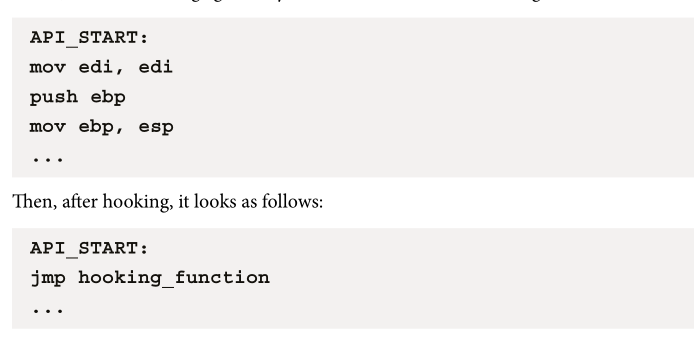 API_START:
mov edi, edi
push ebp
mov ebp, esp
...
Then, after hooking, it looks as follows:
API_START:
jmp hooking_function
...